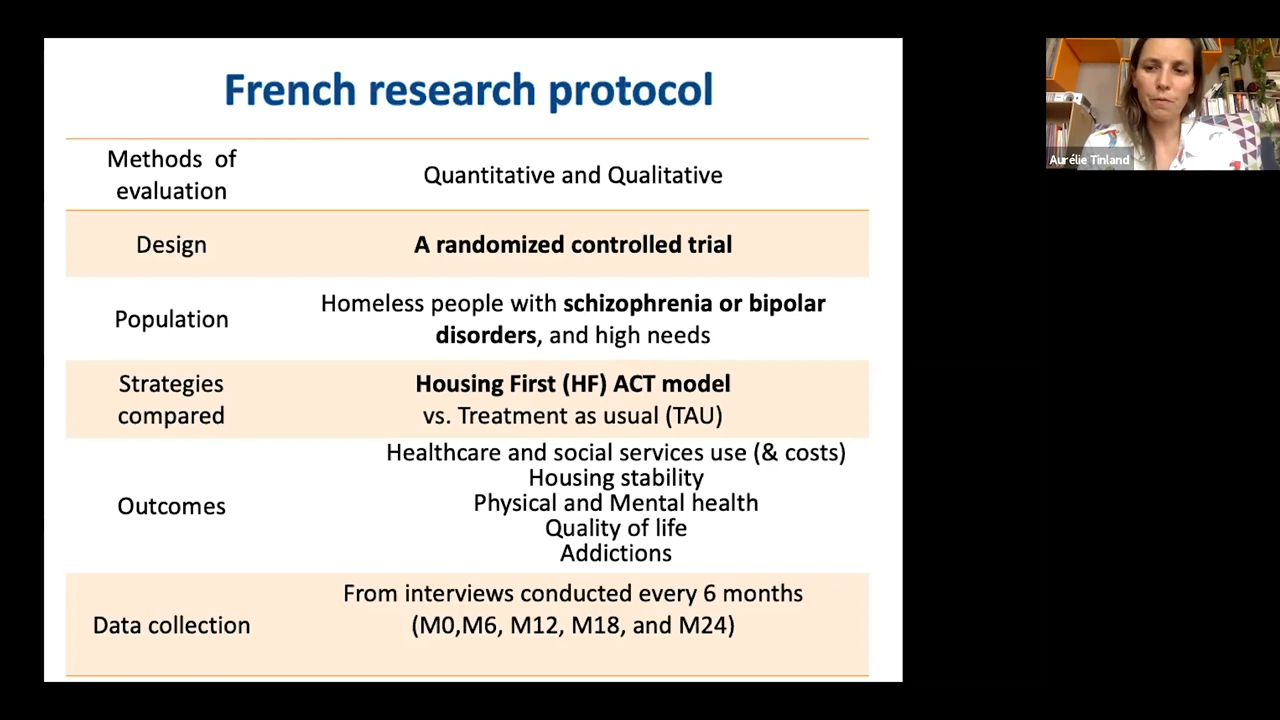 French research protocol
Methods of
evaluation
Quantitative and Qualitative
Design
A randomized controlled trial
Population
Homeless people with schizophrenia or bipolar
disorders, and high needs
Strategies
compared
Housing First (HF) ACT model
vs. Treatment as usual (TAU)
Outcomes
Healthcare and social services use (& costs)
Housing stability
Physical and Mental health
Quality of life
Addictions
Data collection
From interviews conducted every 6 months
(M0,M6, M12, M18, and M24)
Aurélie Tinland